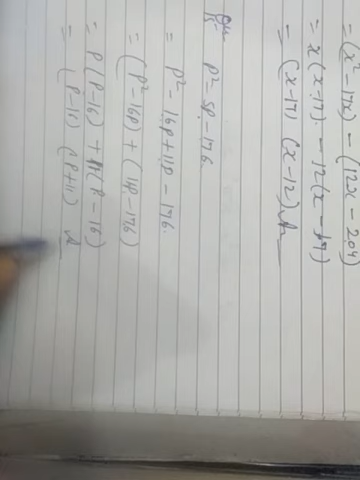 = (x² - 17x) - (12x - 204)
= x(x-17) - 12(x - 17)
= (x-17) (x-12)
P² - 5P - 176
= P² - 16P + 11P - 176.
= (P² - 16P) + (11P - 176)
= P(P-16) + 11(P - 16)
= (P-16) (P+11)